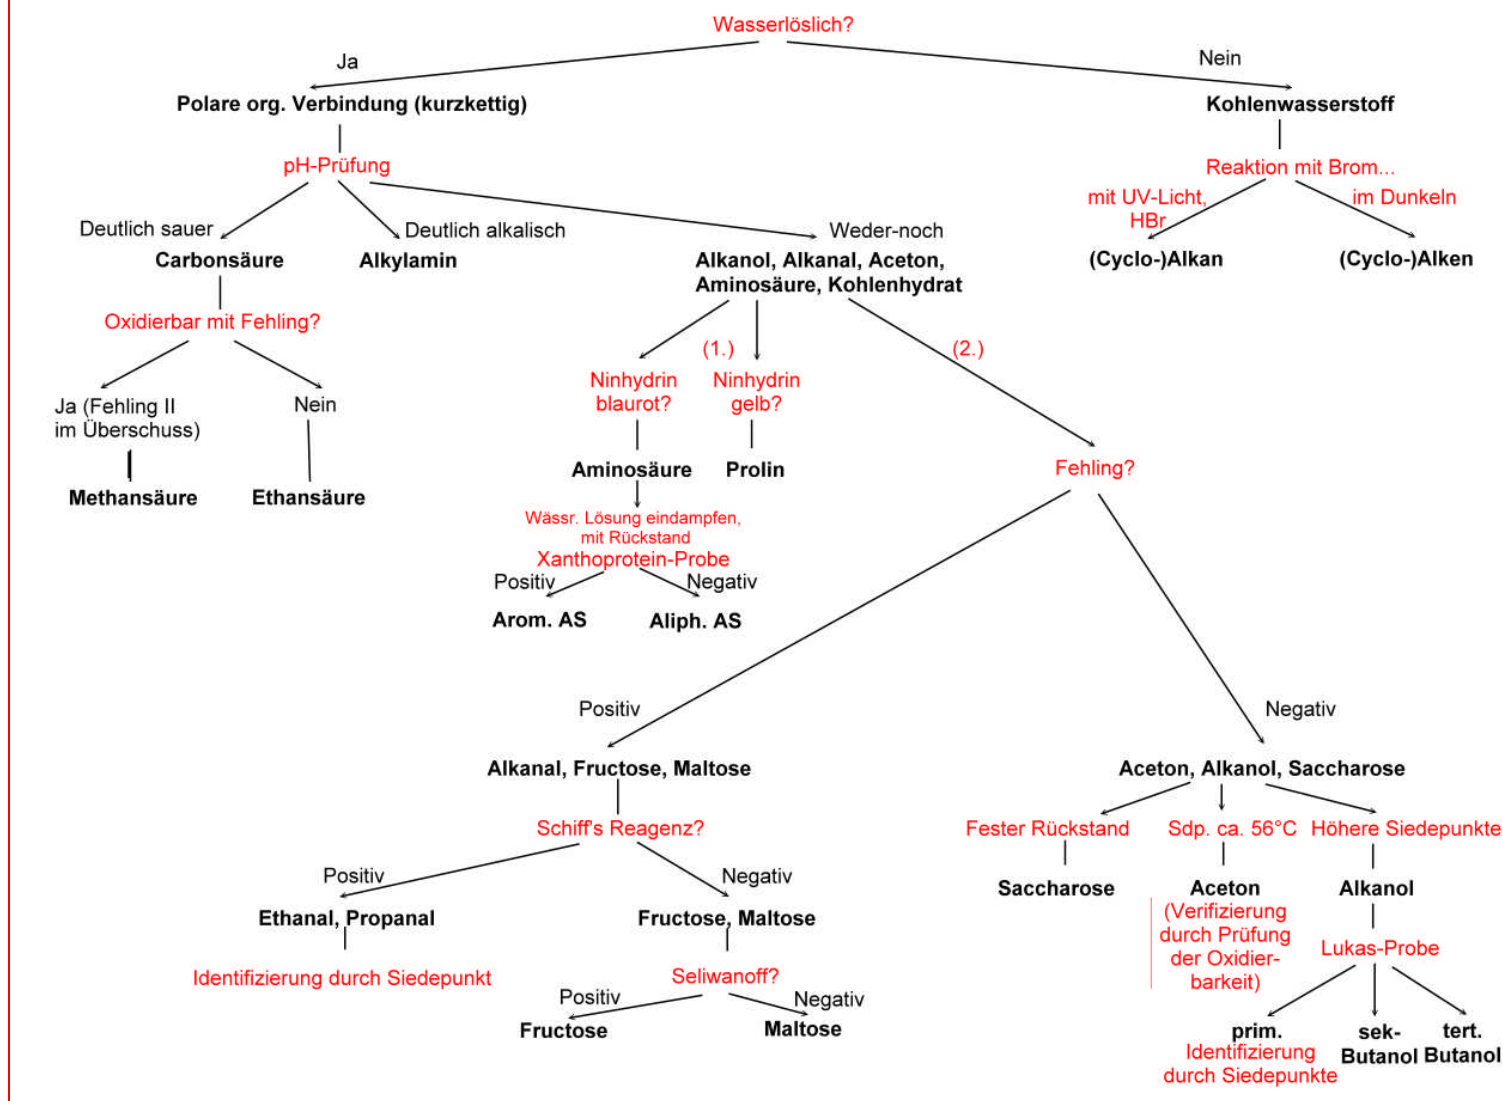 Wasserlöslich?
Ja
Nein
Polare org. Verbindung (kurzkettig)
Kohlenwasserstoff
pH-Prüfung
Reaktion mit Brom...
mit UV-Licht,
HBr
im Dunkeln
Deutlich sauer
Deutlich alkalisch
Weder-noch
Carbonsäure
Alkylamin
Alkanol, Alkanal, Aceton,
Aminosäure, Kohlenhydrat
(Cyclo-)Alkan
(Cyclo-)Alken
Oxidierbar mit Fehling?
(1.)
(2.)
Ja (Fehling II
im Überschuss)
Nein
Ninhydrin
blaurot?
Ninhydrin
gelb?
Methansäure
Ethansäure
Aminosäure
Prolin
Fehling?
Wässr. Lösung eindampfen,
mit Rückstand
Xanthoprotein-Probe
Positiv
Negativ
Arom. AS
Aliph. AS
Positiv
Negativ
Alkanal, Fructose, Maltose
Aceton, Alkanol, Saccharose
Schiff's Reagenz?
Fester Rückstand
Sdp. ca. 56°C
Höhere Siedepunkte
Positiv
Negativ
Saccharose
Aceton
Alkanol
Ethanal, Propanal
Fructose, Maltose
(Verifizierung
durch Prüfung
der Oxidier-
barkeit)
Lukas-Probe
Identifizierung durch Siedepunkt
Seliwanoff?
Positiv
Negativ
Fructose
Maltose
prim.
Identifizierung
durch Siedepunkte
sek-
Butanol
tert.
Butanol